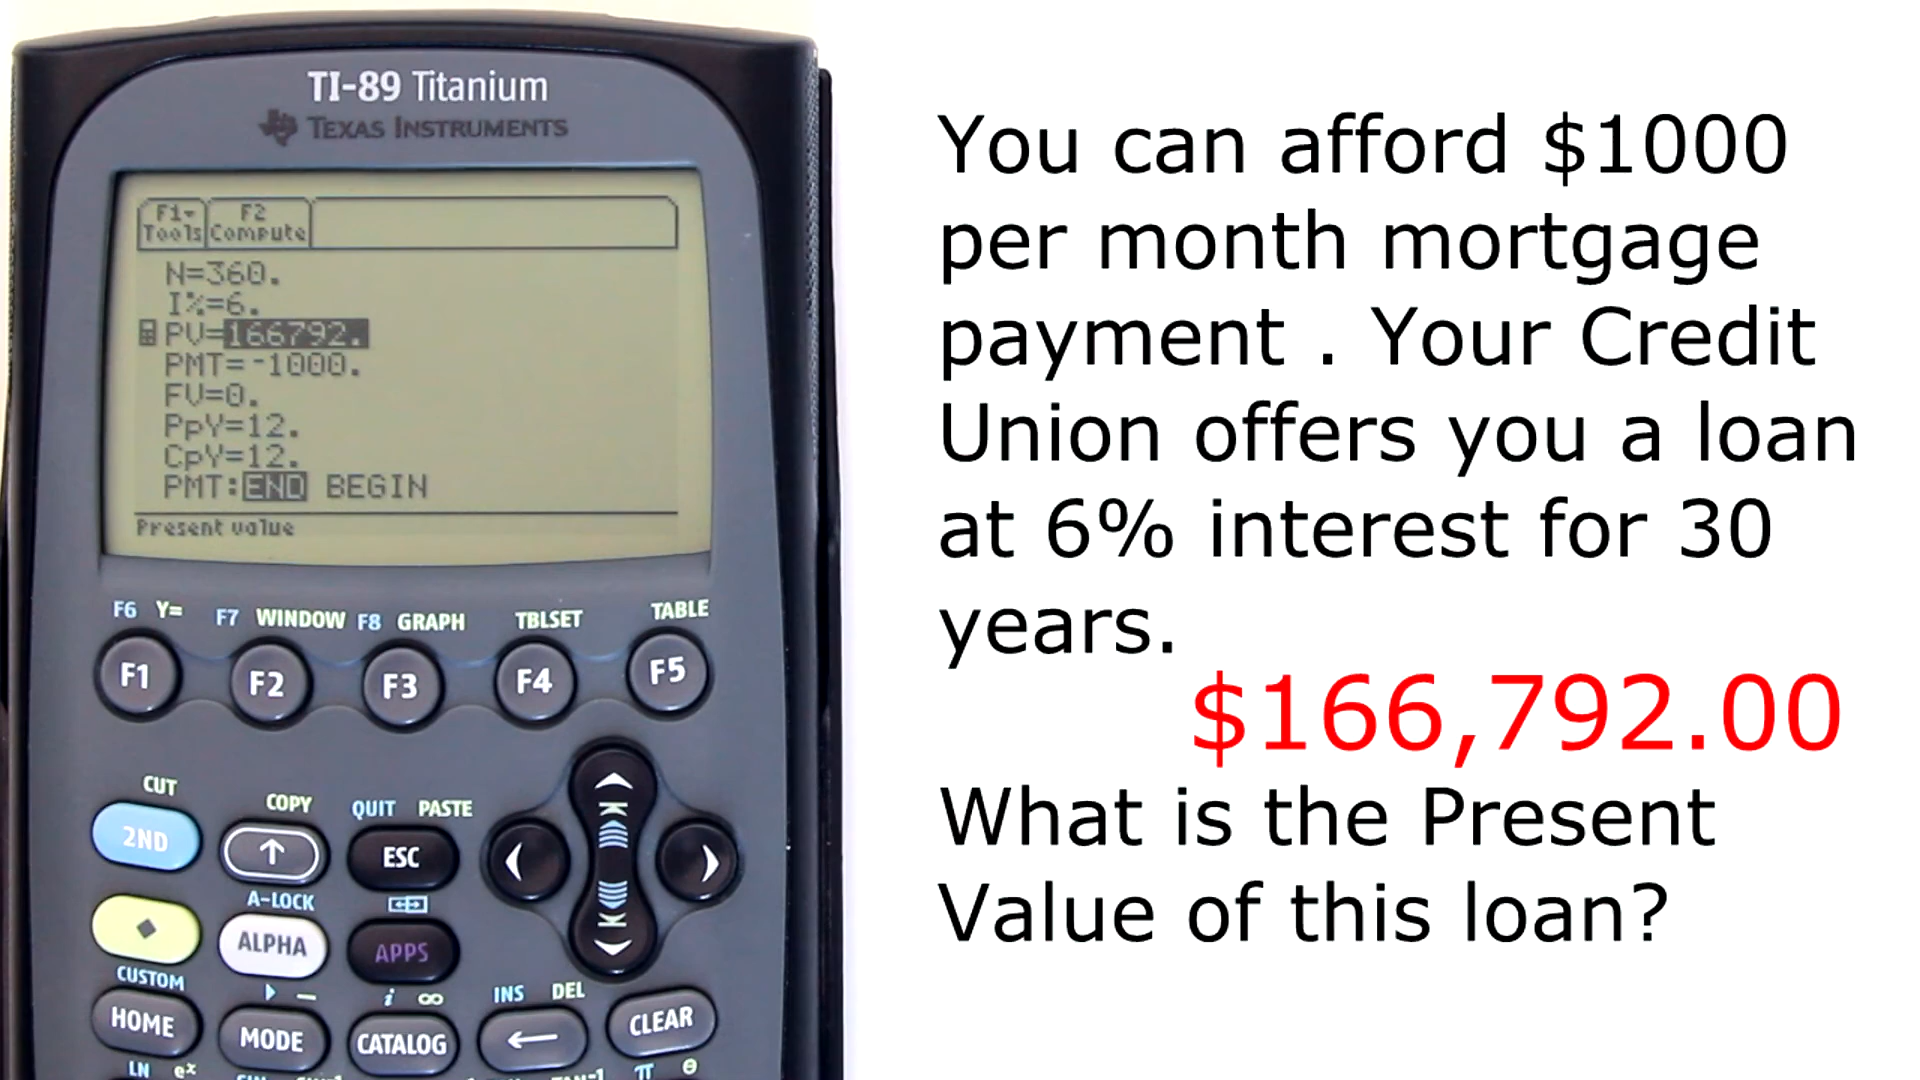 TI-89 Titanium
TEXAS INSTRUMENTS
F1 F2
Tools Compute
N=360.
I%=6.
PV=166792.
PMT=-1000.
FV=0.
PpY=12.
CpY=12.
PMT:END BEGIN
Present value
F6 Y= F7 WINDOW F8 GRAPH TBLSET TABLE
F1 F2 F3 F4 F5
CUT COPY QUIT PASTE
2ND ↑ ESC
A-LOCK
ALPHA APPS
CUSTOM i ∞ INS DEL
HOME MODE CATALOG ← CLEAR
LN eˣ π θ
You can afford $1000
per month mortgage
payment . Your Credit
Union offers you a loan
at 6% interest for 30
years.
$166,792.00
What is the Present
Value of this loan?